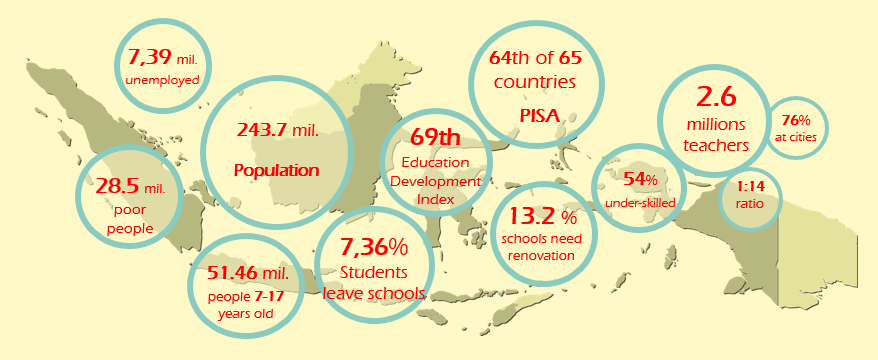 7,39 mil.
unemployed
243.7 mil.
Population
28.5 mil.
poor
people
51.46 mil.
people 7-17
years old
7,36%
Students
leave schools
69th
Education
Development
Index
64th of 65
countries
PISA
13.2 %
schools need
renovation
54%
under-skilled
2.6
millions
teachers
76%
at cities
1:14
ratio